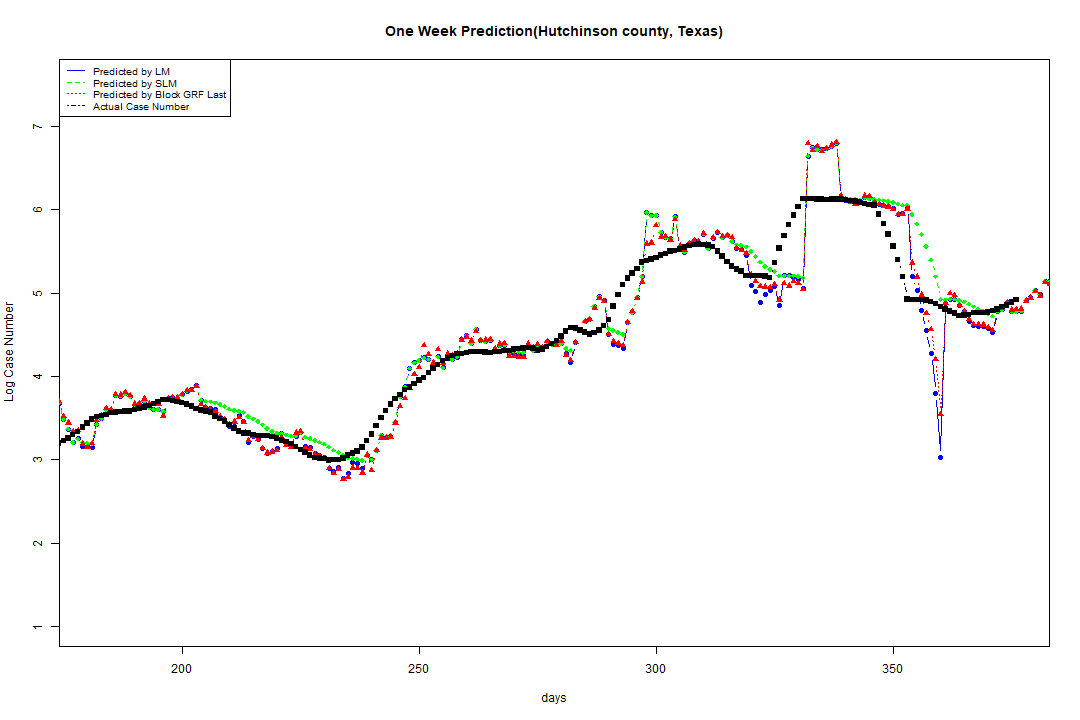 One Week Prediction(Hutchinson county, Texas)
Predicted by LM
Predicted by SLM
Predicted by Block GRF Last
Actual Case Number
7
6
5
4
3
2
1
Log Case Number
200 250 300 350
days